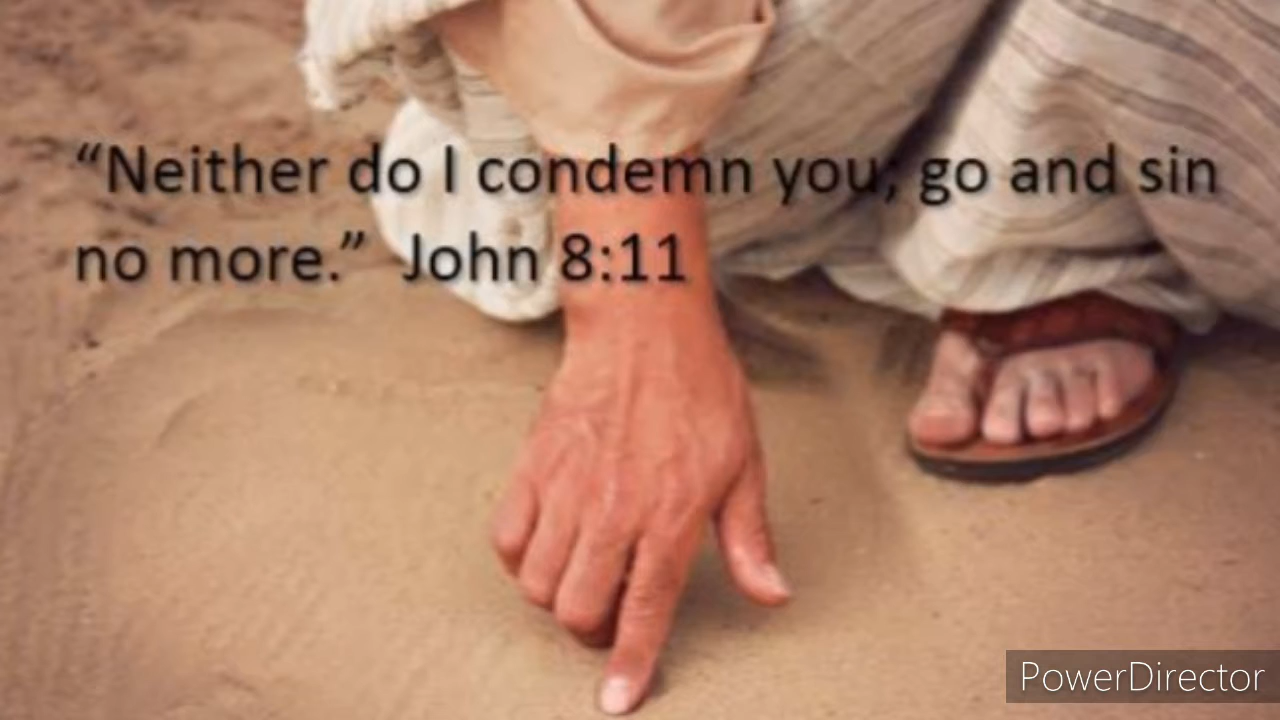 “Neither do I condemn you; go and sin
no more.” John 8:11
PowerDirector